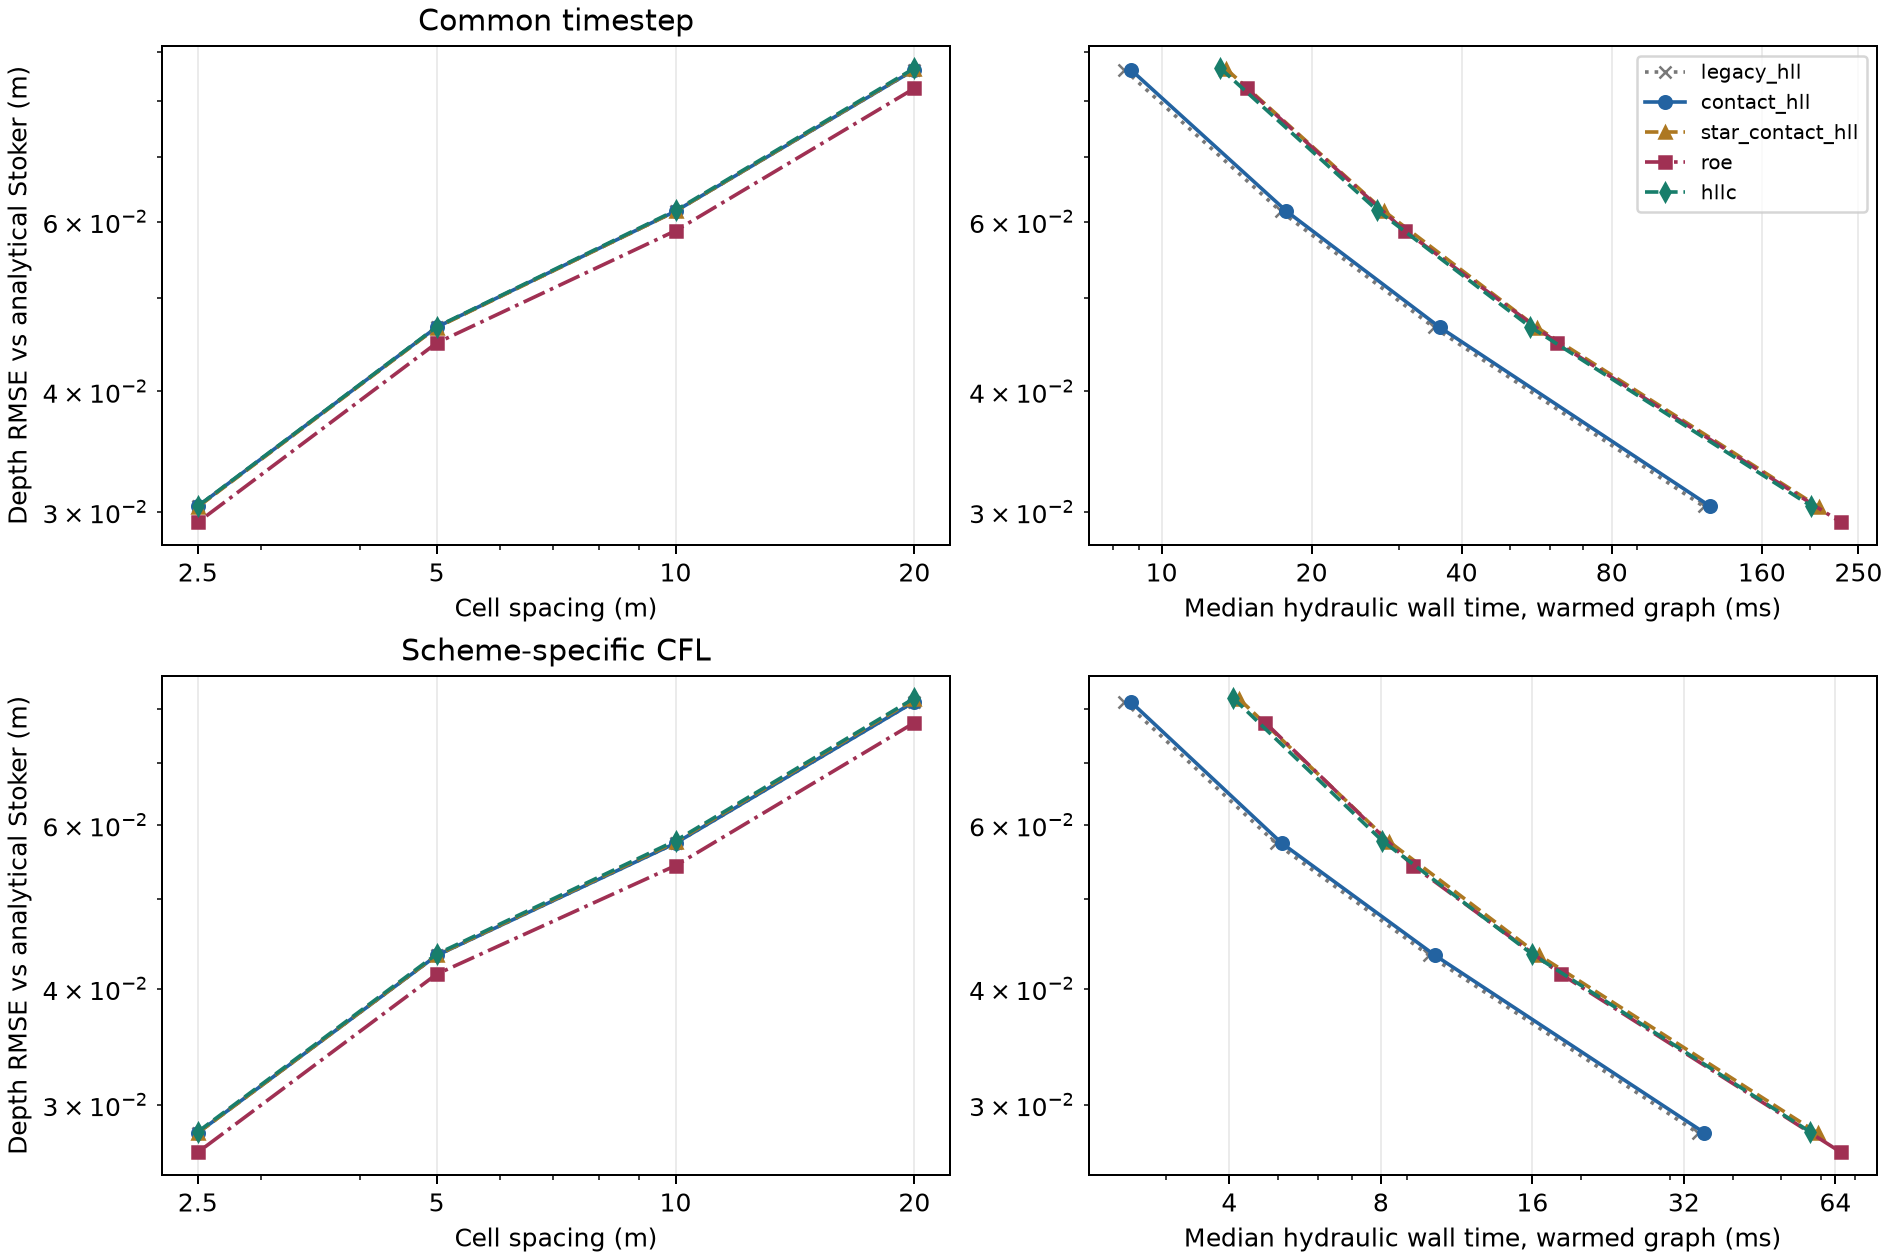 Common timestep
Depth RMSE vs analytical Stoker (m)
6 × 10⁻²
4 × 10⁻²
3 × 10⁻²
2.5 5 10 20
Cell spacing (m)
6 × 10⁻²
4 × 10⁻²
3 × 10⁻²
legacy_hll
contact_hll
star_contact_hll
roe
hllc
10 20 40 80 160 250
Median hydraulic wall time, warmed graph (ms)
Scheme-specific CFL
Depth RMSE vs analytical Stoker (m)
6 × 10⁻²
4 × 10⁻²
3 × 10⁻²
2.5 5 10 20
Cell spacing (m)
6 × 10⁻²
4 × 10⁻²
3 × 10⁻²
4 8 16 32 64
Median hydraulic wall time, warmed graph (ms)